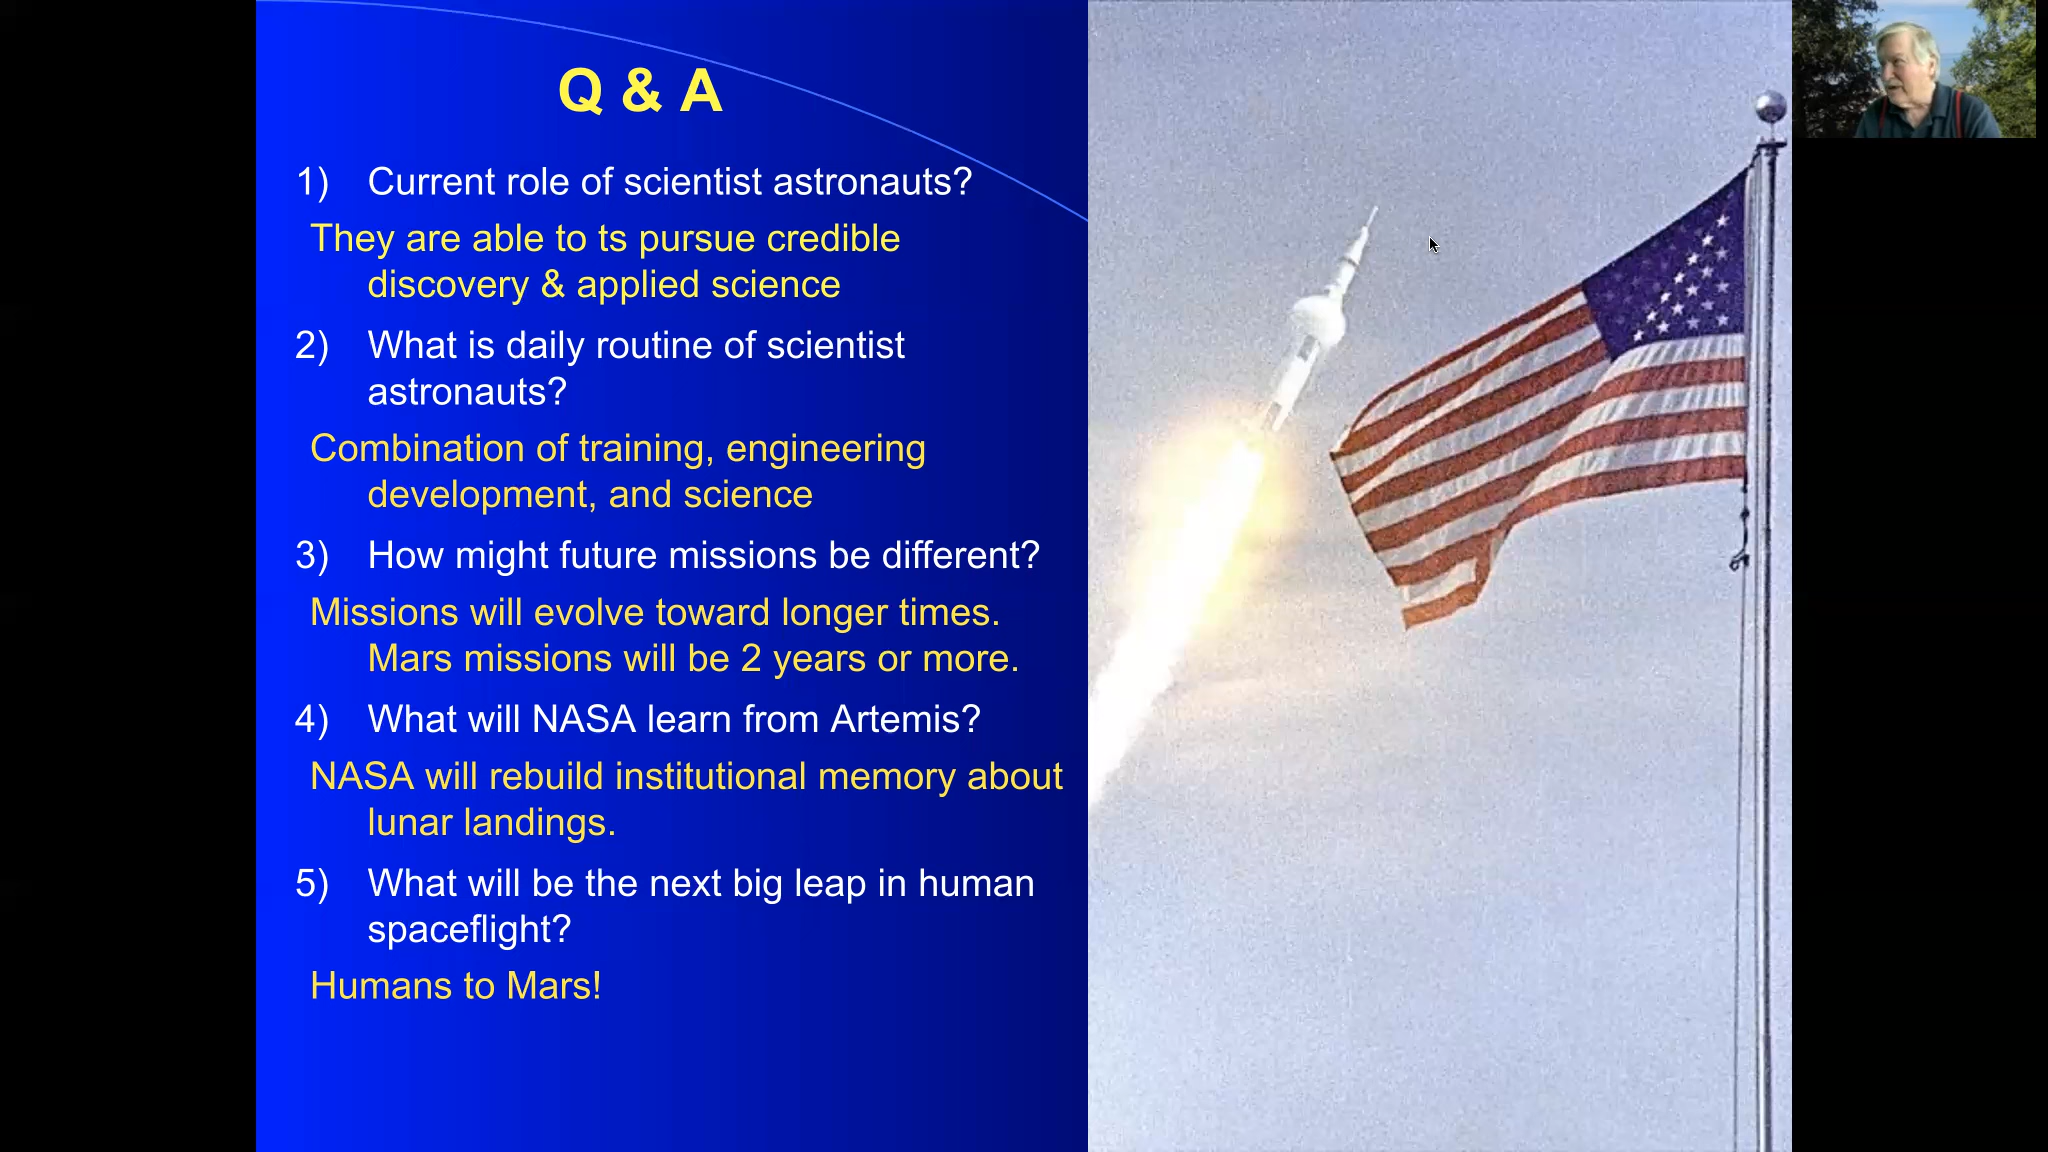 Q & A
1) Current role of scientist astronauts?
They are able to ts pursue credible
discovery & applied science
2) What is daily routine of scientist
astronauts?
Combination of training, engineering
development, and science
3) How might future missions be different?
Missions will evolve toward longer times.
Mars missions will be 2 years or more.
4) What will NASA learn from Artemis?
NASA will rebuild institutional memory about
lunar landings.
5) What will be the next big leap in human
spaceflight?
Humans to Mars!